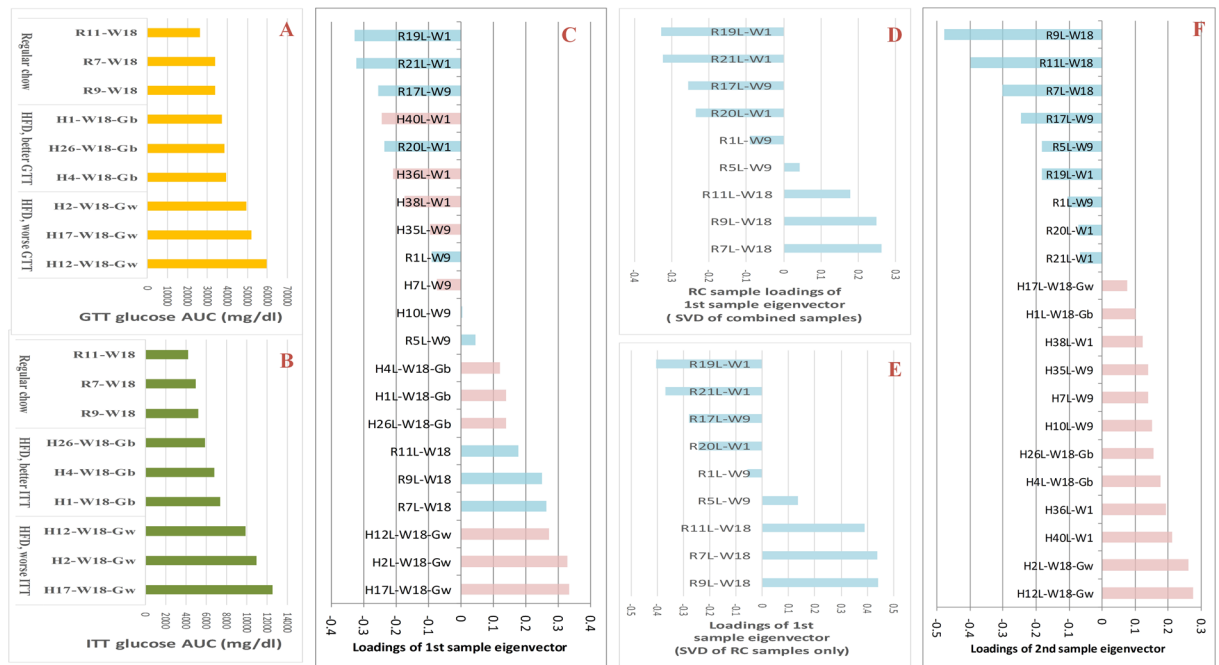 A
Regular chow
HFD, better GTT
HFD, worse GTT
R11-W18
R7-W18
R9-W18
H1-W18-Gb
H26-W18-Gb
H4-W18-Gb
H2-W18-Gw
H17-W18-Gw
H12-W18-Gw
0
10000
20000
30000
40000
50000
60000
70000
GTT glucose AUC (mg/dl)
B
Regular chow
HFD, better ITT
HFD, worse ITT
R11-W18
R7-W18
R9-W18
H26-W18-Gb
H4-W18-Gb
H1-W18-Gb
H12-W18-Gw
H2-W18-Gw
H17-W18-Gw
0
2000
4000
6000
8000
10000
12000
14000
ITT glucose AUC (mg/dl)
C
R19L-W1
R21L-W1
R17L-W9
H40L-W1
R20L-W1
H36L-W1
H38L-W1
H35L-W9
R1L-W9
H7L-W9
H10L-W9
R5L-W9
H4L-W18-Gb
H1L-W18-Gb
H26L-W18-Gb
R11L-W18
R9L-W18
R7L-W18
H12L-W18-Gw
H2L-W18-Gw
H17L-W18-Gw
-0.4
-0.3
-0.2
-0.1
0
0.1
0.2
0.3
0.4
Loadings of 1st sample eigenvector
D
R19L-W1
R21L-W1
R17L-W9
R20L-W1
R1L-W9
R5L-W9
R11L-W18
R9L-W18
R7L-W18
-0.4
-0.3
-0.2
-0.1
0
0.1
0.2
0.3
RC sample loadings of
1st sample eigenvector
( SVD of combined samples)
E
R19L-W1
R21L-W1
R17L-W9
R20L-W1
R1L-W9
R5L-W9
R11L-W18
R7L-W18
R9L-W18
-0.5
-0.4
-0.3
-0.2
-0.1
0
0.1
0.2
0.3
0.4
0.5
Loadings of 1st
sample eigenvector
(SVD of RC samples only)
F
R9L-W18
R11L-W18
R7L-W18
R17L-W9
R5L-W9
R19L-W1
R1L-W9
R20L-W1
R21L-W1
H17L-W18-Gw
H1L-W18-Gb
H38L-W1
H35L-W9
H7L-W9
H10L-W9
H26L-W18-Gb
H4L-W18-Gb
H36L-W1
H40L-W1
H2L-W18-Gw
H12L-W18-Gw
-0.5
-0.4
-0.3
-0.2
-0.1
0
0.1
0.2
0.3
Loadings of 2nd sample eigenvector